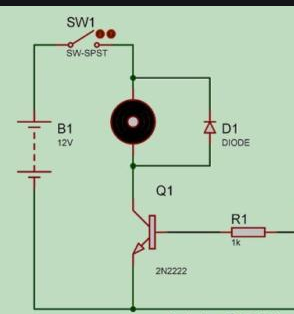 SW1
SW-SPST
B1
12V
D1
DIODE
Q1
2N2222
R1
1k